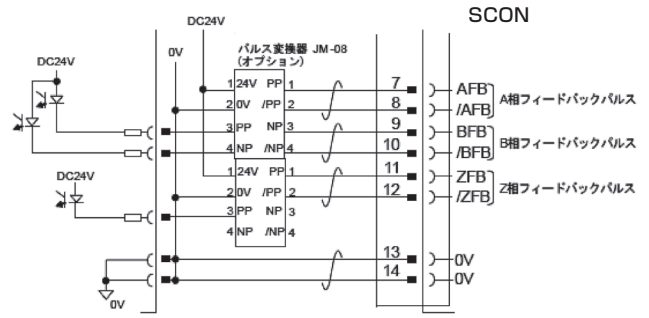 SCON
DC24V
0V
パルス変換器 JM-08
(オプション)
DC24V
1 24V PP 1
2 0V /PP 2
3 PP NP 3
4 NP /NP 4
7 AFB
8 /AFB
A相フィードバックパルス
9 BFB
10 /BFB
B相フィードバックパルス
DC24V
1 24V PP 1
2 0V /PP 2
3 PP NP 3
4 NP /NP 4
11 ZFB
12 /ZFB
Z相フィードバックパルス
13 0V
14 0V
0V